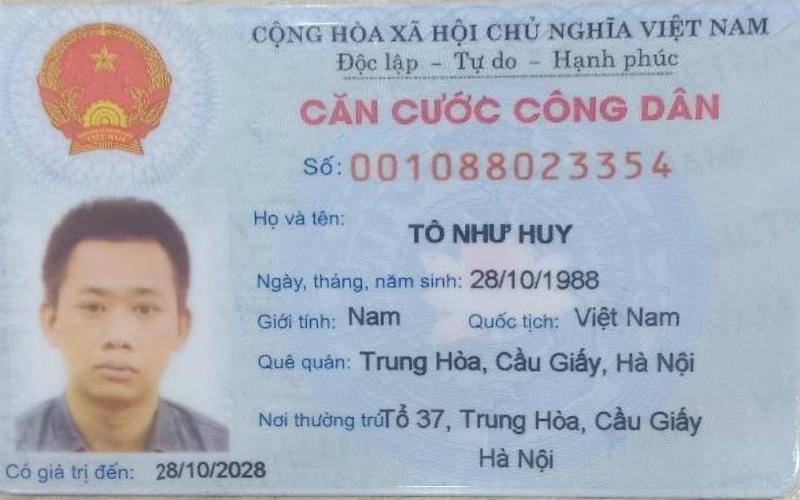 CỘNG HÒA XÃ HỘI CHỦ NGHĨA VIỆT NAM
Độc lập – Tự do – Hạnh phúc
CĂN CƯỚC CÔNG DÂN
Số: 001088023354
Họ và tên:
TÔ NHƯ HUY
Ngày, tháng, năm sinh: 28/10/1988
Giới tính: Nam Quốc tịch: Việt Nam
Quê quán: Trung Hòa, Cầu Giấy, Hà Nội
Nơi thường trú Tổ 37, Trung Hòa, Cầu Giấy
Hà Nội
Có giá trị đến: 28/10/2028